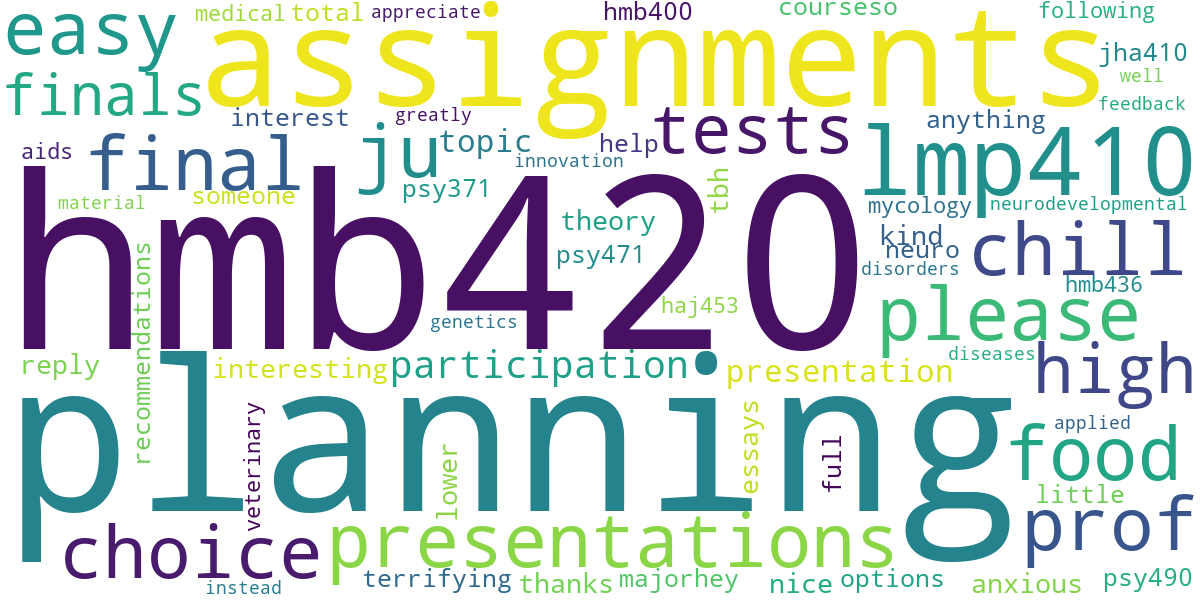 easy
medical
total
appreciate
hmb400
courseso
following
assignments
jha410
well
finals
feedback
interest
greatly
tests
anything
lmp410
aids
final
ju
topic
help
innovation
tbh
material
someone
psy371
mycology
neurodevelopmental
hmb420
theory
kind
neuro
chill
psy471
disorders
recommendations
genetics
haj453
please
hmb436
diseases
reply
interesting
participation
presentation
high
planning
veterinary
lower
essays
full
applied
food
little
choice
presentations
prof
instead
terrifying
thanks
majorhey
nice
options
anxious
psy490